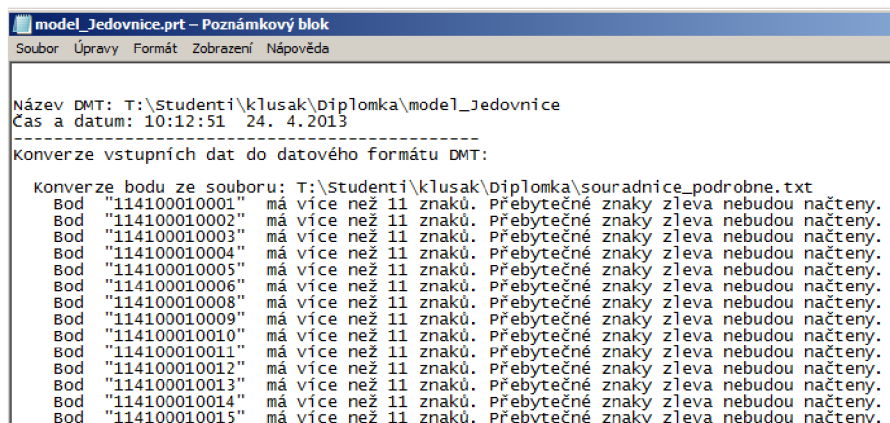 model_Jedovnice.prt – Poznámkový blok
Soubor Úpravy Formát Zobrazení Nápověda
Název DMT: T:\Studenti\klusak\Diplomka\model_Jedovnice
Čas a datum: 10:12:51 24. 4.2013
----------------------------------------------
Konverze vstupních dat do datového formátu DMT:
Konverze bodu ze souboru: T:\Studenti\klusak\Diplomka\souradnice_podrobne.txt
Bod "114100010001" má více než 11 znaků. Přebytečné znaky zleva nebudou načteny.
Bod "114100010002" má více než 11 znaků. Přebytečné znaky zleva nebudou načteny.
Bod "114100010003" má více než 11 znaků. Přebytečné znaky zleva nebudou načteny.
Bod "114100010004" má více než 11 znaků. Přebytečné znaky zleva nebudou načteny.
Bod "114100010005" má více než 11 znaků. Přebytečné znaky zleva nebudou načteny.
Bod "114100010006" má více než 11 znaků. Přebytečné znaky zleva nebudou načteny.
Bod "114100010008" má více než 11 znaků. Přebytečné znaky zleva nebudou načteny.
Bod "114100010009" má více než 11 znaků. Přebytečné znaky zleva nebudou načteny.
Bod "114100010010" má více než 11 znaků. Přebytečné znaky zleva nebudou načteny.
Bod "114100010011" má více než 11 znaků. Přebytečné znaky zleva nebudou načteny.
Bod "114100010012" má více než 11 znaků. Přebytečné znaky zleva nebudou načteny.
Bod "114100010013" má více než 11 znaků. Přebytečné znaky zleva nebudou načteny.
Bod "114100010014" má více než 11 znaků. Přebytečné znaky zleva nebudou načteny.
Bod "114100010015" má více než 11 znaků. Přebytečné znaky zleva nebudou načteny.